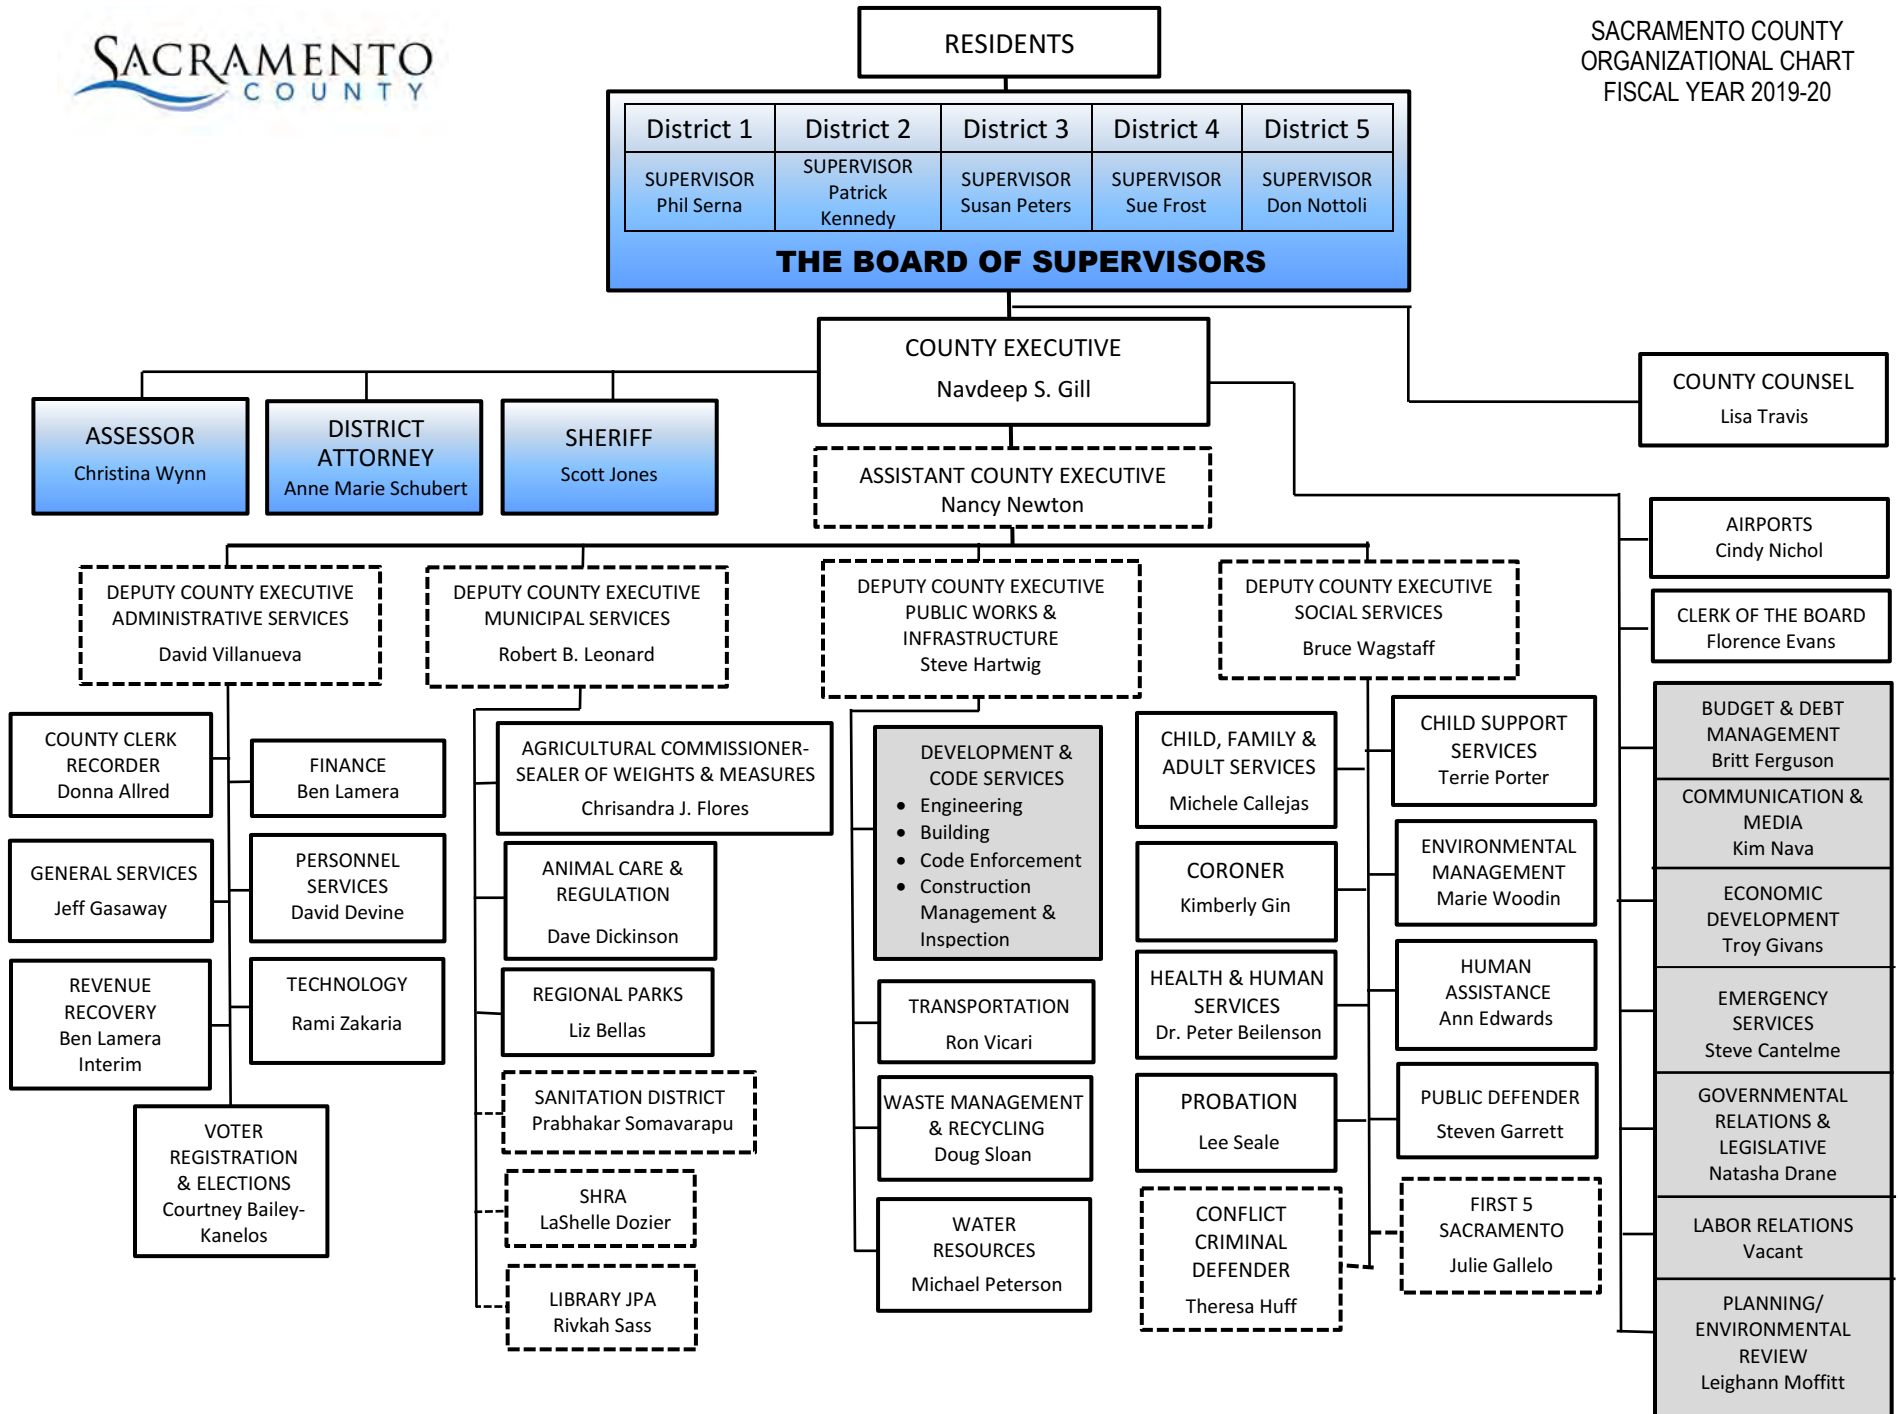 SACRAMENTO
COUNTY
RESIDENTS
SACRAMENTO COUNTY
ORGANIZATIONAL CHART
FISCAL YEAR 2019-20
District 1
District 2
District 3
District 4
District 5
SUPERVISOR
Phil Serna
SUPERVISOR
Patrick
Kennedy
SUPERVISOR
Susan Peters
SUPERVISOR
Sue Frost
SUPERVISOR
Don Nottoli
THE BOARD OF SUPERVISORS
COUNTY EXECUTIVE
Navdeep S. Gill
COUNTY COUNSEL
Lisa Travis
ASSESSOR
Christina Wynn
DISTRICT
ATTORNEY
Anne Marie Schubert
SHERIFF
Scott Jones
ASSISTANT COUNTY EXECUTIVE
Nancy Newton
DEPUTY COUNTY EXECUTIVE
ADMINISTRATIVE SERVICES
David Villanueva
DEPUTY COUNTY EXECUTIVE
MUNICIPAL SERVICES
Robert B. Leonard
DEPUTY COUNTY EXECUTIVE
PUBLIC WORKS &
INFRASTRUCTURE
Steve Hartwig
DEPUTY COUNTY EXECUTIVE
SOCIAL SERVICES
Bruce Wagstaff
COUNTY CLERK
RECORDER
Donna Allred
FINANCE
Ben Lamera
GENERAL SERVICES
Jeff Gasaway
PERSONNEL
SERVICES
David Devine
REVENUE
RECOVERY
Ben Lamera
Interim
TECHNOLOGY
Rami Zakaria
VOTER
REGISTRATION
& ELECTIONS
Courtney Bailey-
Kanelos
AGRICULTURAL COMMISSIONER-
SEALER OF WEIGHTS & MEASURES
Chrisandra J. Flores
ANIMAL CARE &
REGULATION
Dave Dickinson
REGIONAL PARKS
Liz Bellas
SANITATION DISTRICT
Prabhakar Somavarapu
SHRA
LaShelle Dozier
LIBRARY JPA
Rivkah Sass
DEVELOPMENT &
CODE SERVICES
• Engineering
• Building
• Code Enforcement
• Construction
Management &
Inspection
TRANSPORTATION
Ron Vicari
WASTE MANAGEMENT
& RECYCLING
Doug Sloan
WATER
RESOURCES
Michael Peterson
CHILD, FAMILY &
ADULT SERVICES
Michele Callejas
CHILD SUPPORT
SERVICES
Terrie Porter
CORONER
Kimberly Gin
ENVIRONMENTAL
MANAGEMENT
Marie Woodin
HEALTH & HUMAN
SERVICES
Dr. Peter Beilenson
HUMAN
ASSISTANCE
Ann Edwards
PROBATION
Lee Seale
PUBLIC DEFENDER
Steven Garrett
CONFLICT
CRIMINAL
DEFENDER
Theresa Huff
FIRST 5
SACRAMENTO
Julie Gallelo
AIRPORTS
Cindy Nichol
CLERK OF THE BOARD
Florence Evans
BUDGET & DEBT
MANAGEMENT
Britt Ferguson
COMMUNICATION &
MEDIA
Kim Nava
ECONOMIC
DEVELOPMENT
Troy Givans
EMERGENCY
SERVICES
Steve Cantelme
GOVERNMENTAL
RELATIONS &
LEGISLATIVE
Natasha Drane
LABOR RELATIONS
Vacant
PLANNING/
ENVIRONMENTAL
REVIEW
Leighann Moffitt